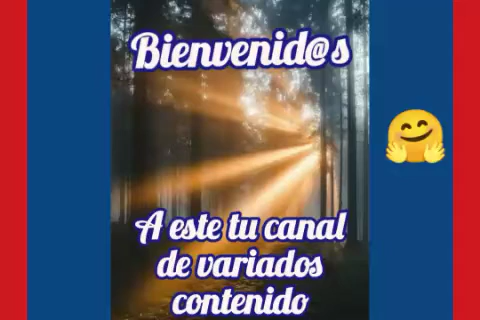 Bienvenid@s
A este tu canal
de variados
contenido